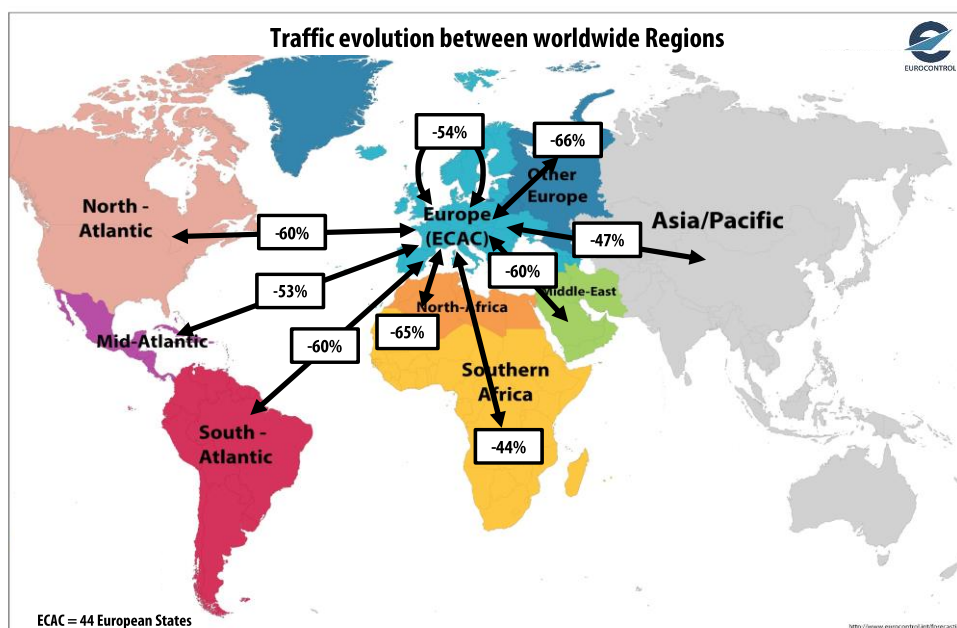 Traffic evolution between worldwide Regions
EUROCONTROL
-54%
-66%
Other
Europe
North -
Atlantic
Europe
(ECAC)
Asia/Pacific
-60%
-47%
-60%
-53%
Middle-East
North-Africa
-65%
Mid-Atlantic-
-60%
Southern
Africa
South -
Atlantic
-44%
ECAC = 44 European States